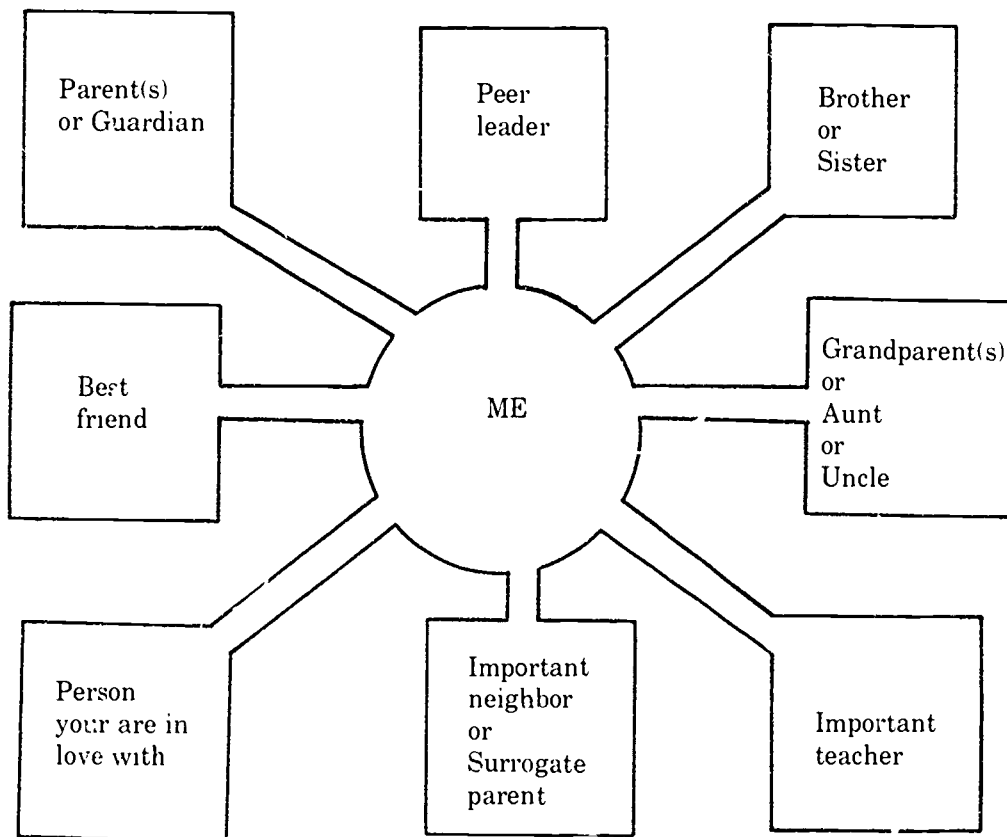 Parent(s)
or Guardian
Peer
leader
Brother
or
Sister
Best
friend
ME
Grandparent(s)
or
Aunt
or
Uncle
Person
your are in
love with
Important
neighbor
or
Surrogate
parent
Important
teacher